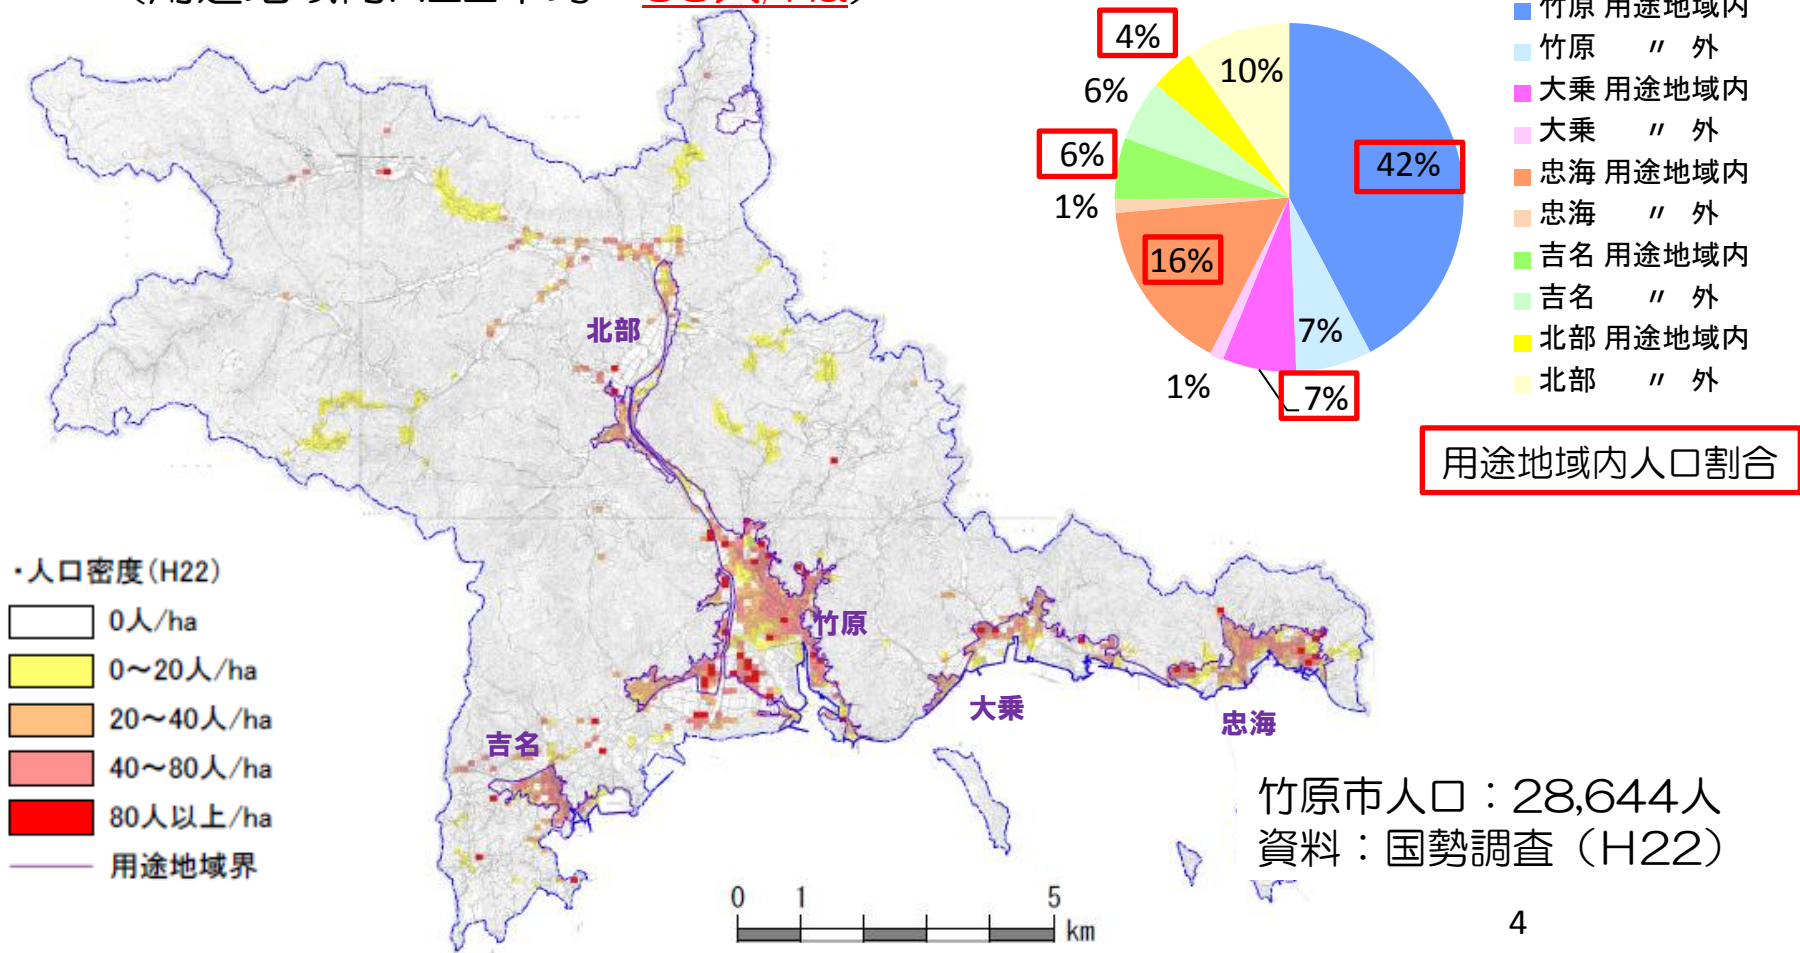 4%
10%
6%
6%
1%
16%
42%
7%
1%
7%
竹原 用途地域内
竹原 〃 外
大乗 用途地域内
大乗 〃 外
忠海 用途地域内
忠海 〃 外
吉名 用途地域内
吉名 〃 外
北部 用途地域内
北部 〃 外
用途地域内人口割合
北部
竹原
大乗
忠海
吉名
・人口密度(H22)
0人/ha
0～20人/ha
20～40人/ha
40～80人/ha
80人以上/ha
用途地域界
竹原市人口：28,644人
資料：国勢調査（H22）
0 1 5
km
4